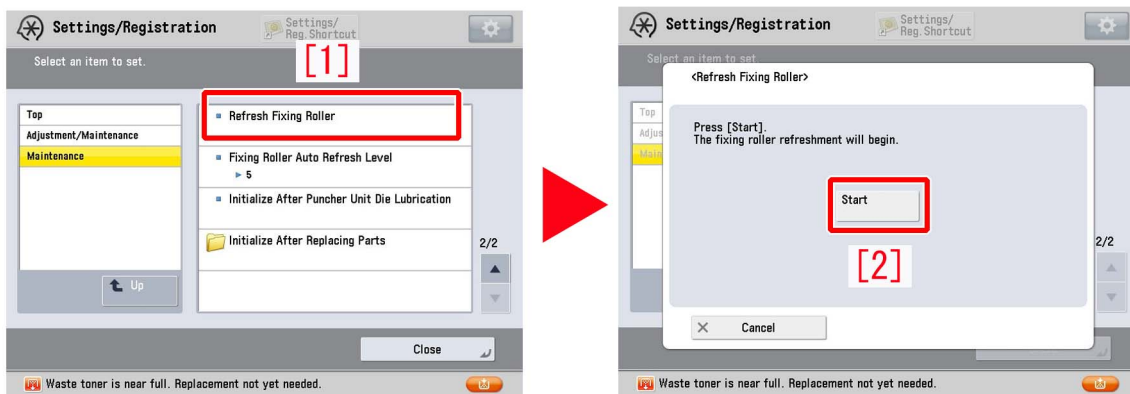 Settings/Registration
Settings/
Reg.Shortcut
Select an item to set.
[1]
Top
Adjustment/Maintenance
Maintenance
Up
Refresh Fixing Roller
Fixing Roller Auto Refresh Level
5
Initialize After Puncher Unit Die Lubrication
Initialize After Replacing Parts
2/2
Close
Waste toner is near full. Replacement not yet needed.
Settings/Registration
Settings/
Reg.Shortcut
Select an item to set.
<Refresh Fixing Roller>
Top
Adjus
Main
Press [Start].
The fixing roller refreshment will begin.
Start
[2]
2/2
Cancel
Waste toner is near full. Replacement not yet needed.